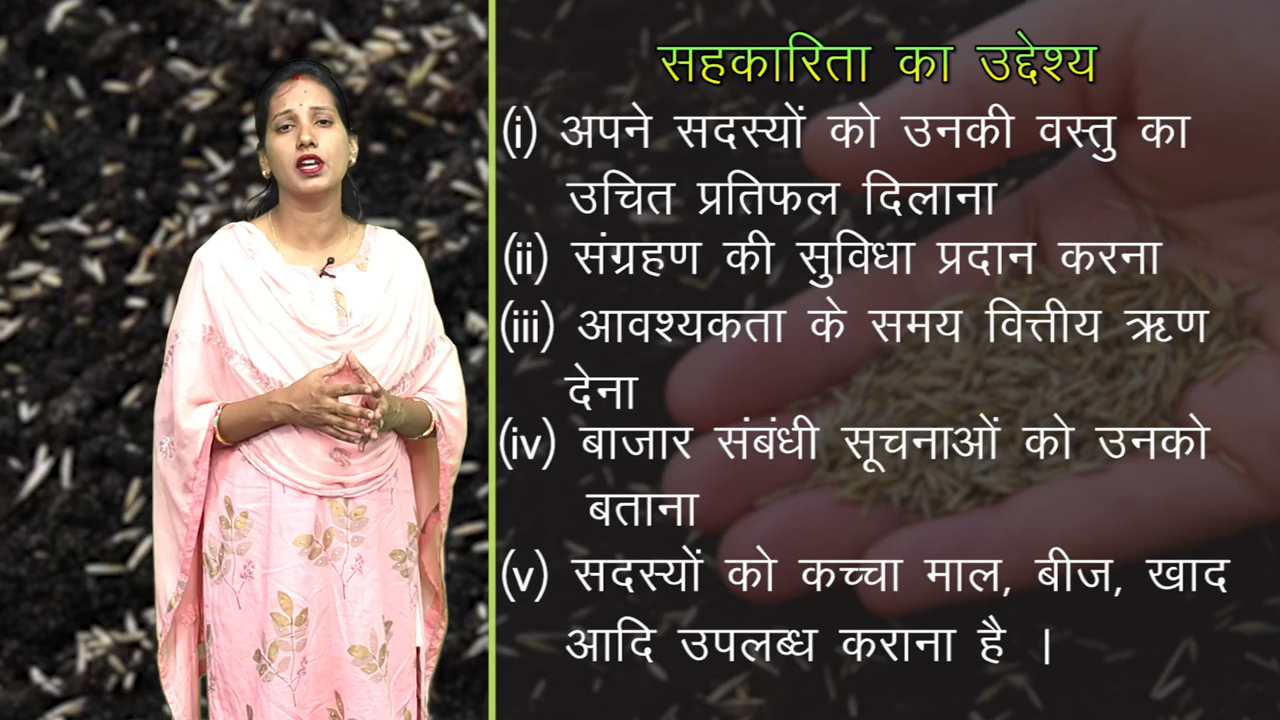 सहकारिता का उद्देश्य
(i) अपने सदस्यों को उनकी वस्तु का
उचित प्रतिफल दिलाना
(ii) संग्रहण की सुविधा प्रदान करना
(iii) आवश्यकता के समय वित्तीय ऋण
देना
(iv) बाजार संबंधी सूचनाओं को उनको
बताना
(v) सदस्यों को कच्चा माल, बीज, खाद
आदि उपलब्ध कराना है ।